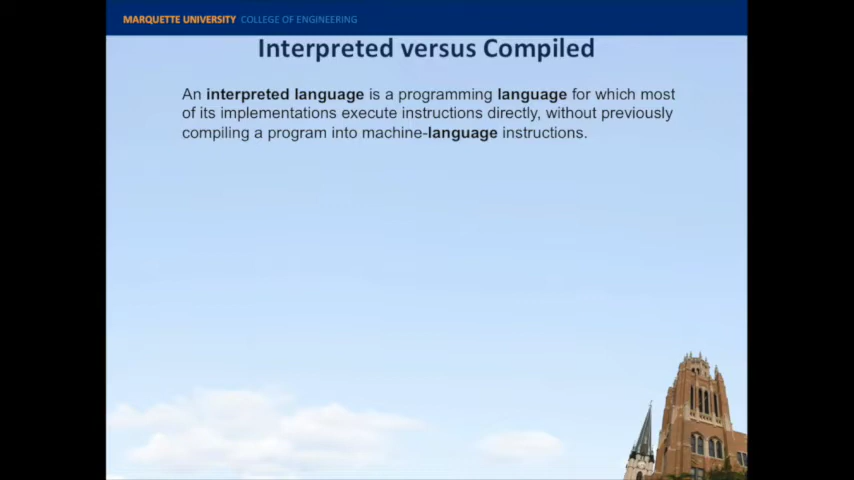 MARQUETTE UNIVERSITY COLLEGE OF ENGINEERING
Interpreted versus Compiled
An interpreted language is a programming language for which most
of its implementations execute instructions directly, without previously
compiling a program into machine-language instructions.